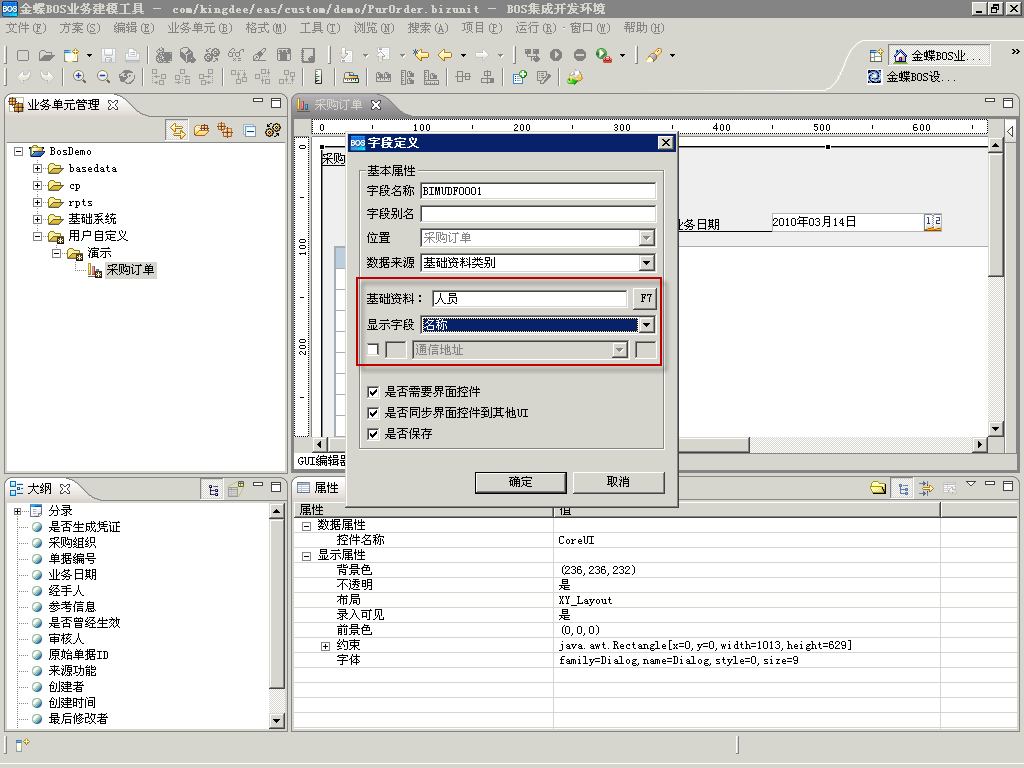 金蝶BOS业务建模工具 － com/kingdee/eas/custom/demo/PurOrder.bizunit － BOS集成开发环境
文件(F) 方案(S) 编辑(E) 业务单元(B) 格式(M) 工具(T) 浏览(N) 搜索(A) 项目(P) 运行(R) 窗口(W) 帮助(H)
金蝶BOS业...
金蝶BOS设...
业务单元管理
采购订单
BosDemo
basedata
cp
rpts
基础系统
用户自定义
演示
采购订单
0 100 200 300 400 500 600
0
100
200
采购
业务日期 2010年03月14日
GUI编辑器
字段定义
基本属性
字段名称 BIMUDF0001
字段别名
位置 采购订单
数据来源 基础资料类别
基础资料： 人员 F7
显示字段 名称
通信地址
是否需要界面控件
是否同步界面控件到其他UI
是否保存
确定 取消
大纲
分录
是否生成凭证
采购组织
单据编号
业务日期
经手人
参考信息
是否曾经生效
审核人
原始单据ID
来源功能
创建者
创建时间
最后修改者
属性
属性 值
数据属性
控件名称 CoreUI
显示属性
背景色 (236,236,232)
不透明 是
布局 XY_Layout
录入可见 是
前景色 (0,0,0)
约束 java.awt.Rectangle[x=0,y=0,width=1013,height=629]
字体 family=Dialog,name=Dialog,style=0,size=9